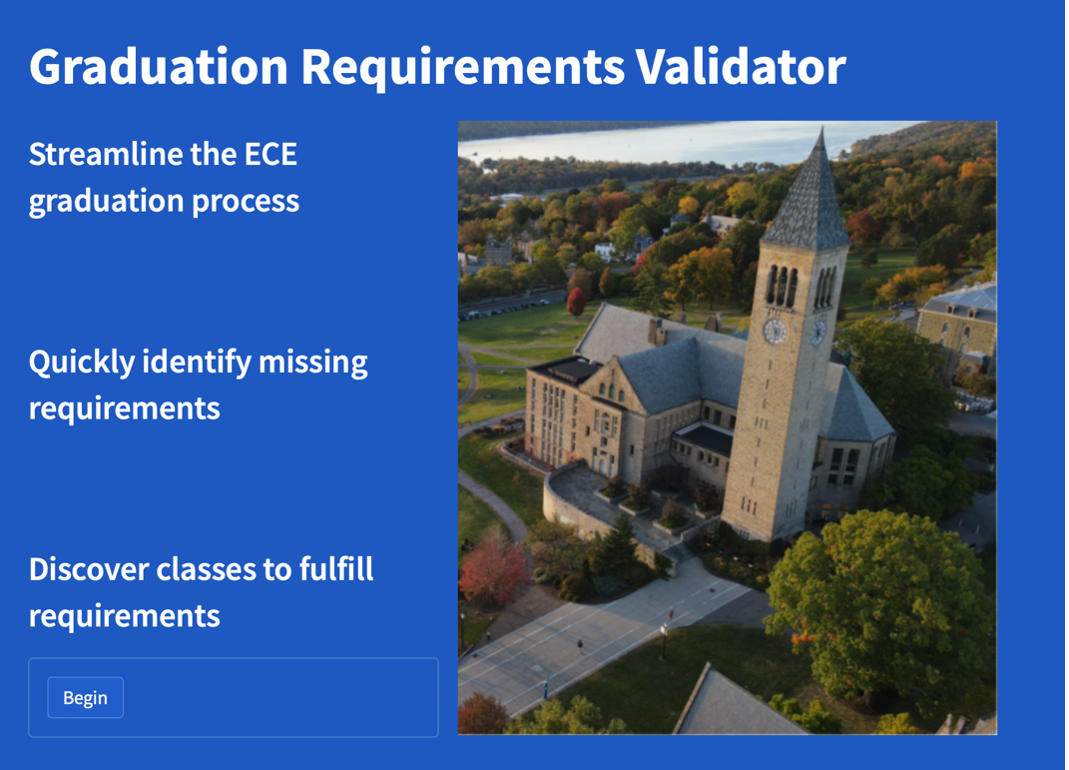 Graduation Requirements Validator
Streamline the ECE
graduation process
Quickly identify missing
requirements
Discover classes to fulfill
requirements
Begin